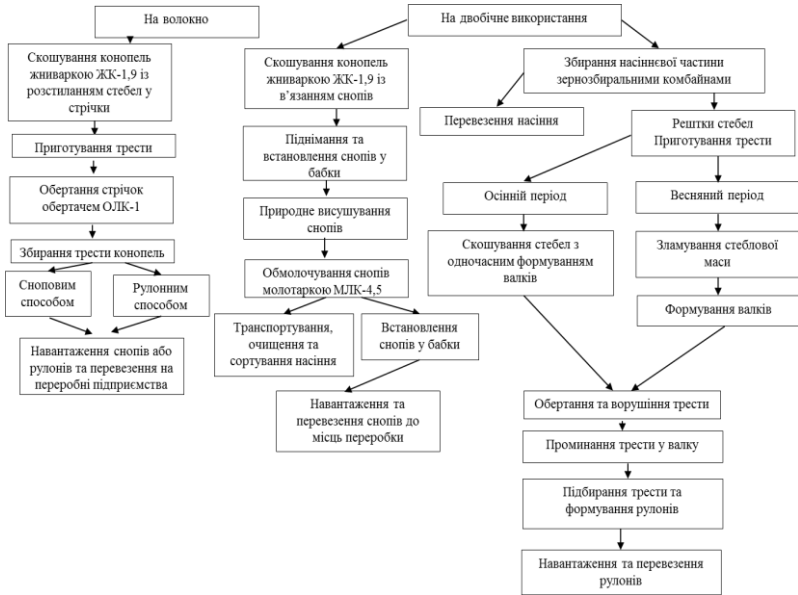 На волокно
Скошування конопель
жниваркою ЖК-1,9 із
розстиланням стебел у
стрічки
Приготування трести
Обертання стрічок
обертачем ОЛК-1
Збирання трести конопель
Сноповим
способом
Рулонним
способом
Навантаження снопів або
рулонів та перевезення на
переробні підприємства
На двобічне використання
Скошування конопель
жниваркою ЖК-1,9 із
в’язанням снопів
Піднімання та
встановлення снопів у
бабки
Природне висушування
снопів
Обмолочування снопів
молотаркою МЛК-4,5
Транспортування,
очищення та
сортування насіння
Встановлення
снопів у бабки
Навантаження та
перевезення снопів до
місць переробки
Збирання насіннєвої частини
зернозбиральними комбайнами
Перевезення насіння
Рештки стебел
Приготування трести
Осінній період
Скошування стебел з
одночасним формуванням
валків
Весняний період
Зламування стеблової
маси
Формування валків
Обертання та ворушіння трести
Проминання трести у валку
Підбирання трести та
формування рулонів
Навантаження та перевезення
рулонів